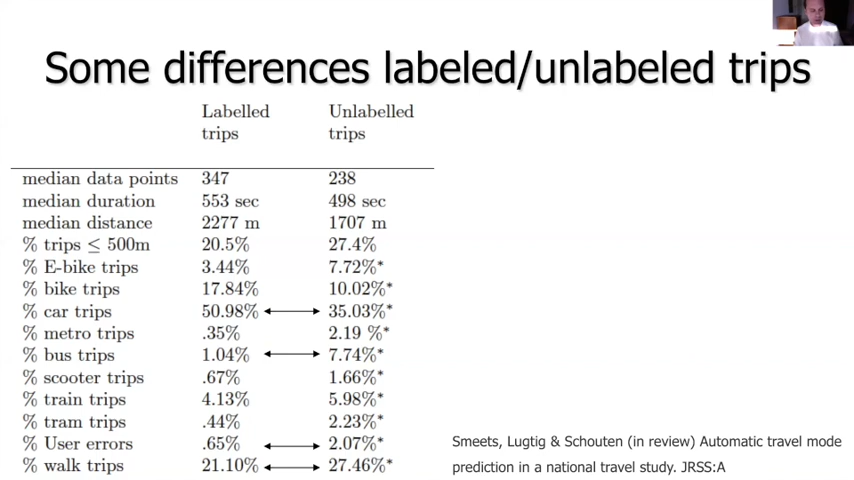 Some differences labeled/unlabeled trips
Labelled trips Unlabelled trips
median data points 347 238
median duration 553 sec 498 sec
median distance 2277 m 1707 m
% trips ≤ 500m 20.5% 27.4%
% E-bike trips 3.44% 7.72%*
% bike trips 17.84% 10.02%*
% car trips 50.98% 35.03%*
% metro trips .35% 2.19 %*
% bus trips 1.04% 7.74%*
% scooter trips .67% 1.66%*
% train trips 4.13% 5.98%*
% tram trips .44% 2.23%*
% User errors .65% 2.07%*
% walk trips 21.10% 27.46%*
Smeets, Lugtig & Schouten (in review) Automatic travel mode
prediction in a national travel study. JRSS:A